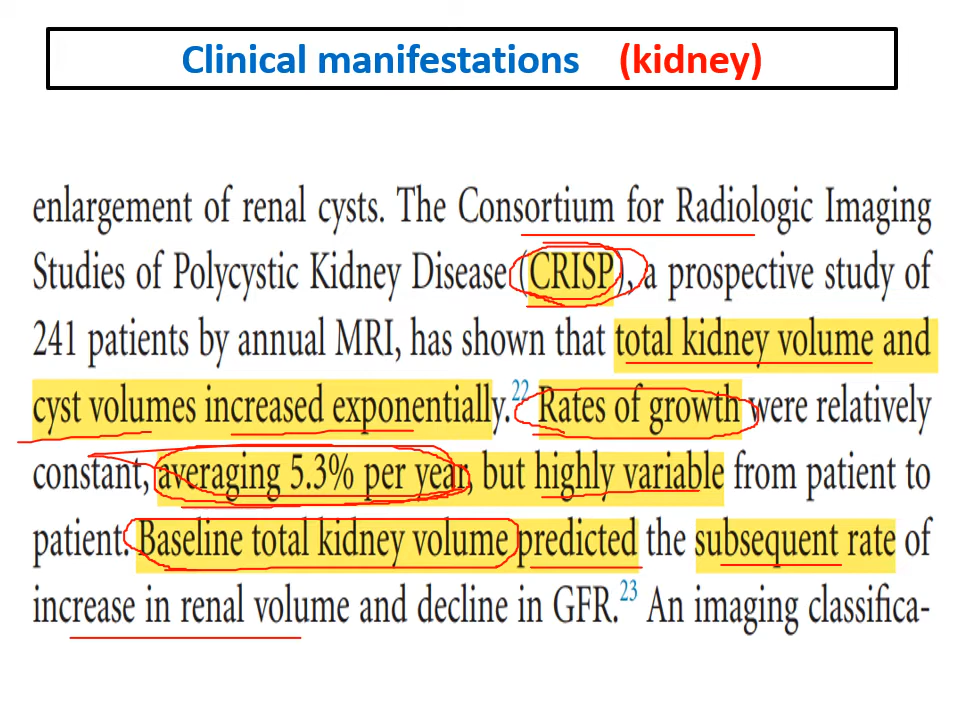 Clinical manifestations (kidney)
enlargement of renal cysts. The Consortium for Radiologic Imaging
Studies of Polycystic Kidney Disease (CRISP), a prospective study of
241 patients by annual MRI, has shown that total kidney volume and
cyst volumes increased exponentially.22 Rates of growth were relatively
constant, averaging 5.3% per year, but highly variable from patient to
patient. Baseline total kidney volume predicted the subsequent rate of
increase in renal volume and decline in GFR.23 An imaging classifica-